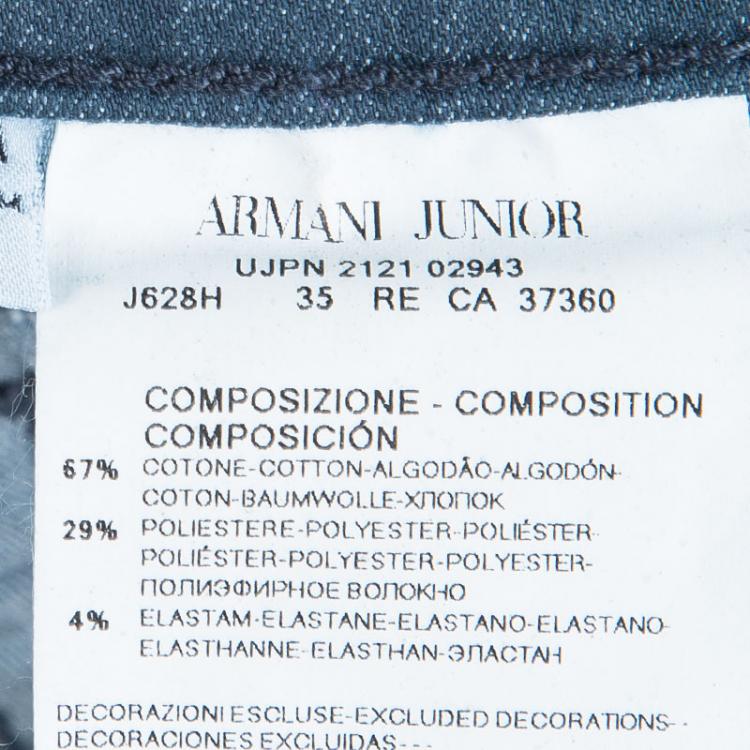 ARMANI JUNIOR
UJPN 2121 02943
J628H 35 RE CA 37360
COMPOSIZIONE - COMPOSITION
COMPOSICIÓN
67% COTONE-COTTON-ALGODÃO-ALGODÓN-
COTON-BAUMWOLLE-ХЛОПОК
29% POLIESTERE-POLYESTER-POLIÉSTER-
POLIÉSTER-POLYESTER-POLYESTER-
ПОЛИЭФИРНОЕ ВОЛОКНО
4% ELASTAM-ELASTANE-ELASTANO-ELASTANO-
ELASTHANNE-ELASTHAN-ЭЛАСТАН
DECORAZIONI ESCLUSE-EXCLUDED DECORATIONS--
DECORACIONES EXCLUIDAS---